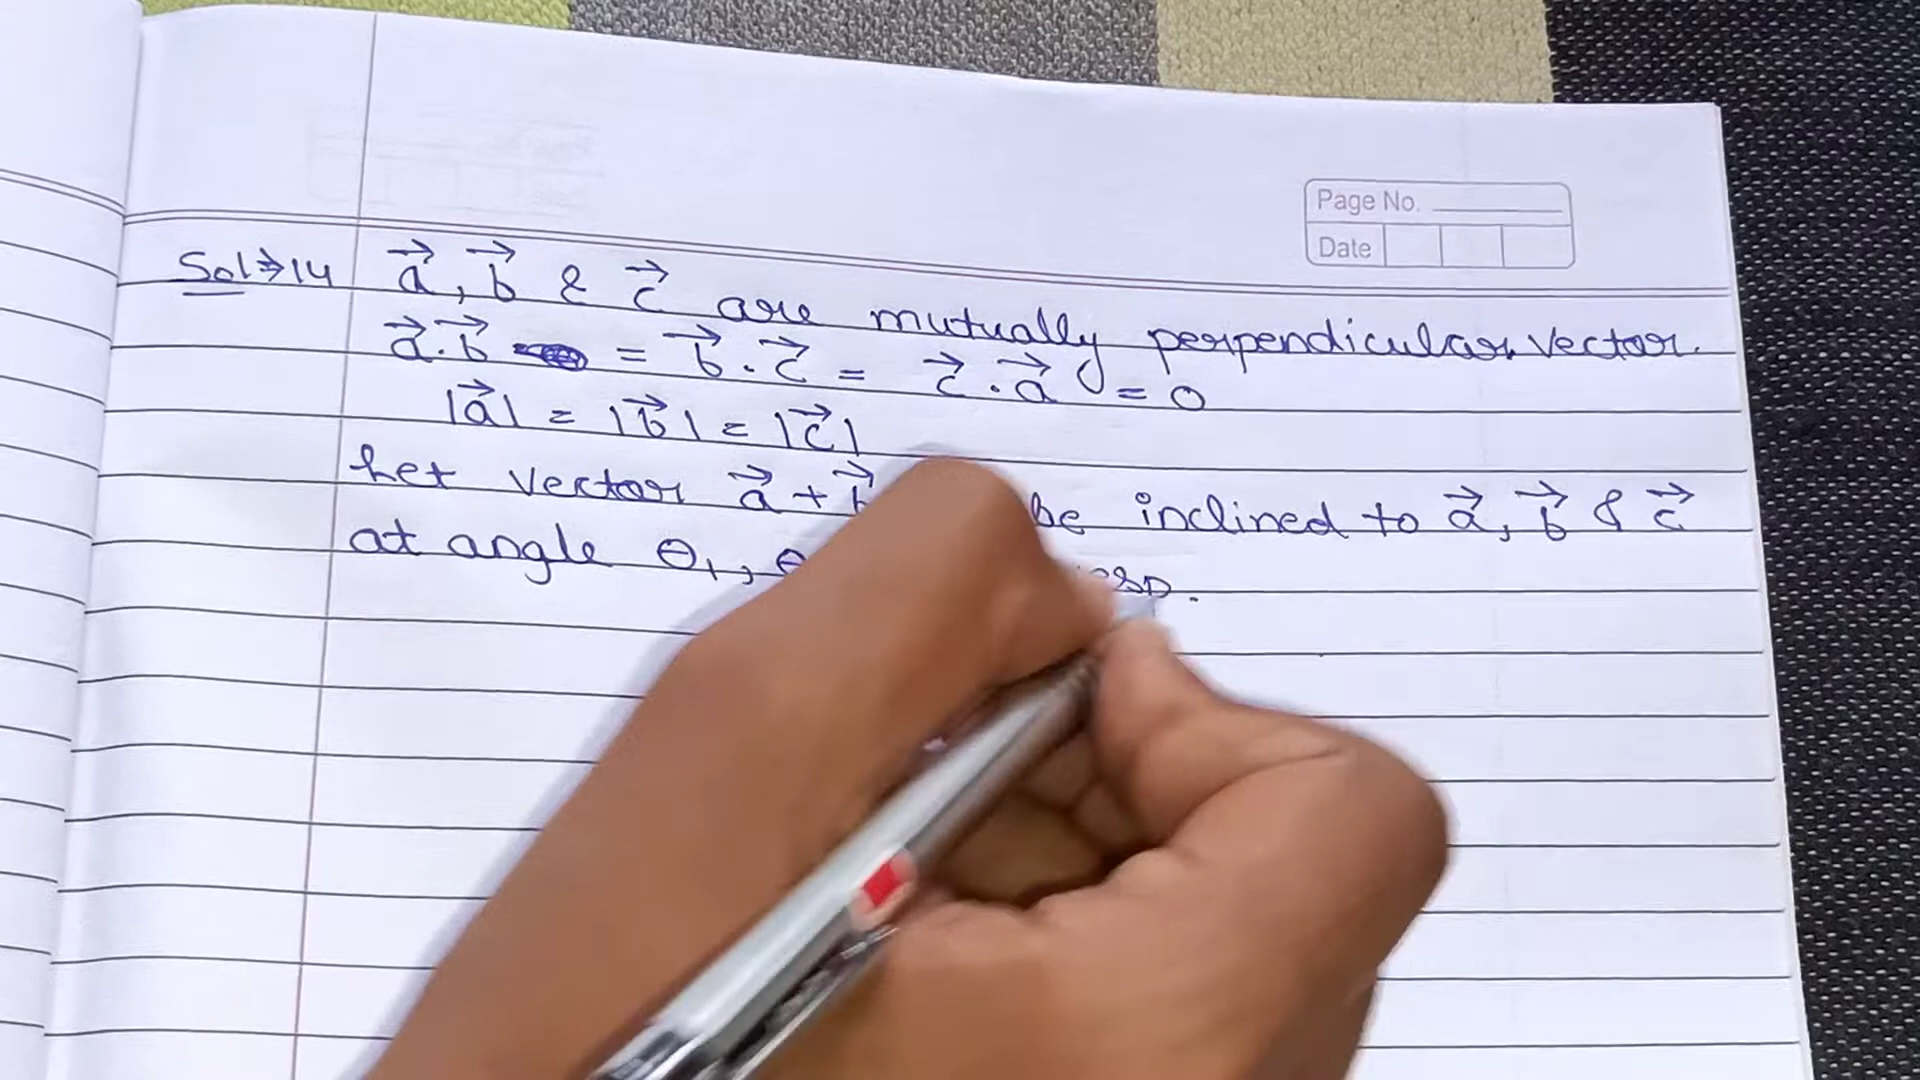 Page No.
Date
Sol⇒14 a⃗, b⃗ & c⃗ are mutually perpendicular vector.
a⃗.b⃗ = b⃗.c⃗ = c⃗.a⃗ = 0
|a⃗| = |b⃗| = |c⃗|
Let vector a⃗ + b⃗ be inclined to a⃗, b⃗ & c⃗
at angle θ₁, θ